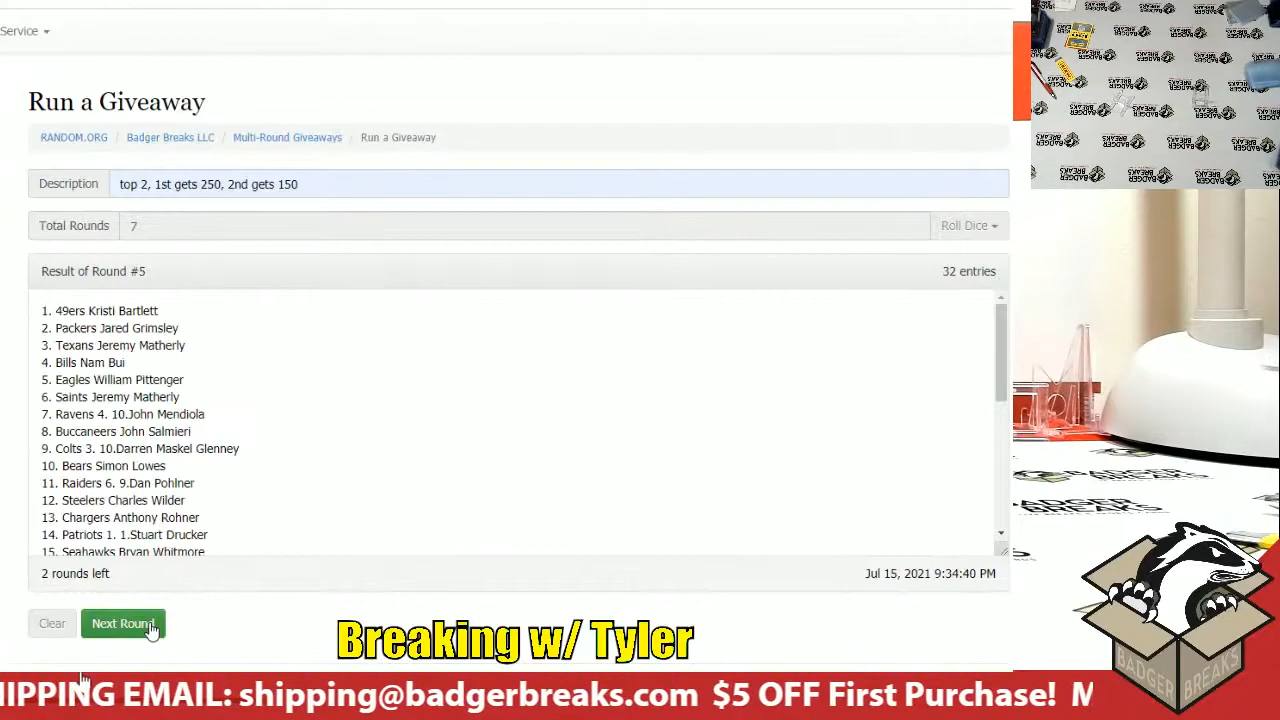 Service
Run a Giveaway
RANDOM.ORG / Badger Breaks LLC / Multi-Round Giveaways / Run a Giveaway
Description top 2, 1st gets 250, 2nd gets 150
Total Rounds 7 Roll Dice
Result of Round #5 32 entries
1. 49ers Kristi Bartlett
2. Packers Jared Grimsley
3. Texans Jeremy Matherly
4. Bills Nam Bui
5. Eagles William Pittenger
6. Saints Jeremy Matherly
7. Ravens 4. 10.John Mendiola
8. Buccaneers John Salmieri
9. Colts 3. 10.Darren Maskel Glenney
10. Bears Simon Lowes
11. Raiders 6. 9.Dan Pohlner
12. Steelers Charles Wilder
13. Chargers Anthony Rohner
14. Patriots 1. 1.Stuart Drucker
15. Seahawks Bryan Whitmore
2 rounds left Jul 15, 2021 9:34:40 PM
Clear Next Round
Breaking w/ Tyler
HIPPING EMAIL: shipping@badgerbreaks.com $5 OFF First Purchase! M
BADGER BREAKS
BADGER BREAKS